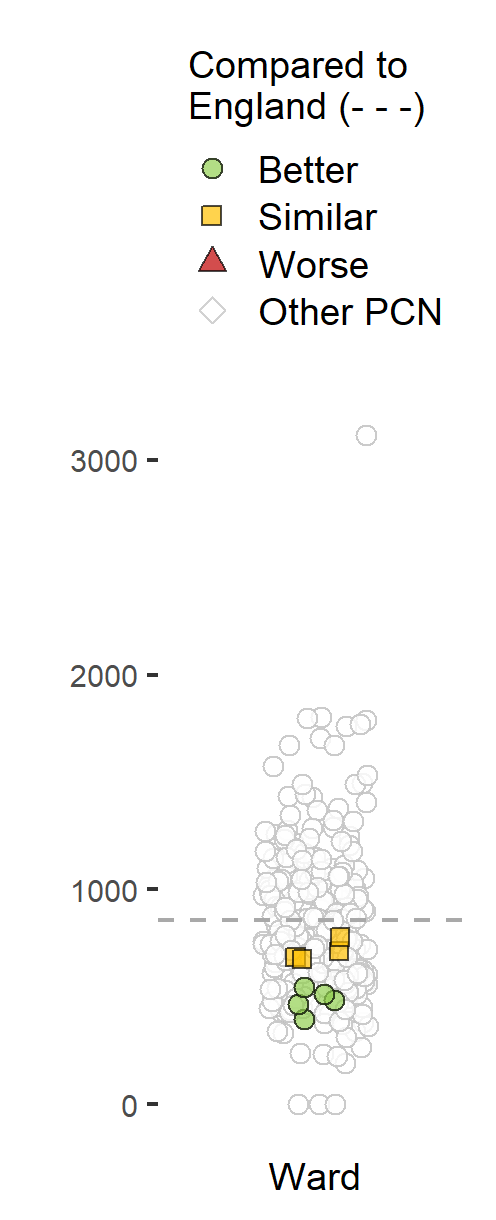 Compared to
England (- - -)
Better
Similar
Worse
Other PCN
3000
2000
1000
0
Ward